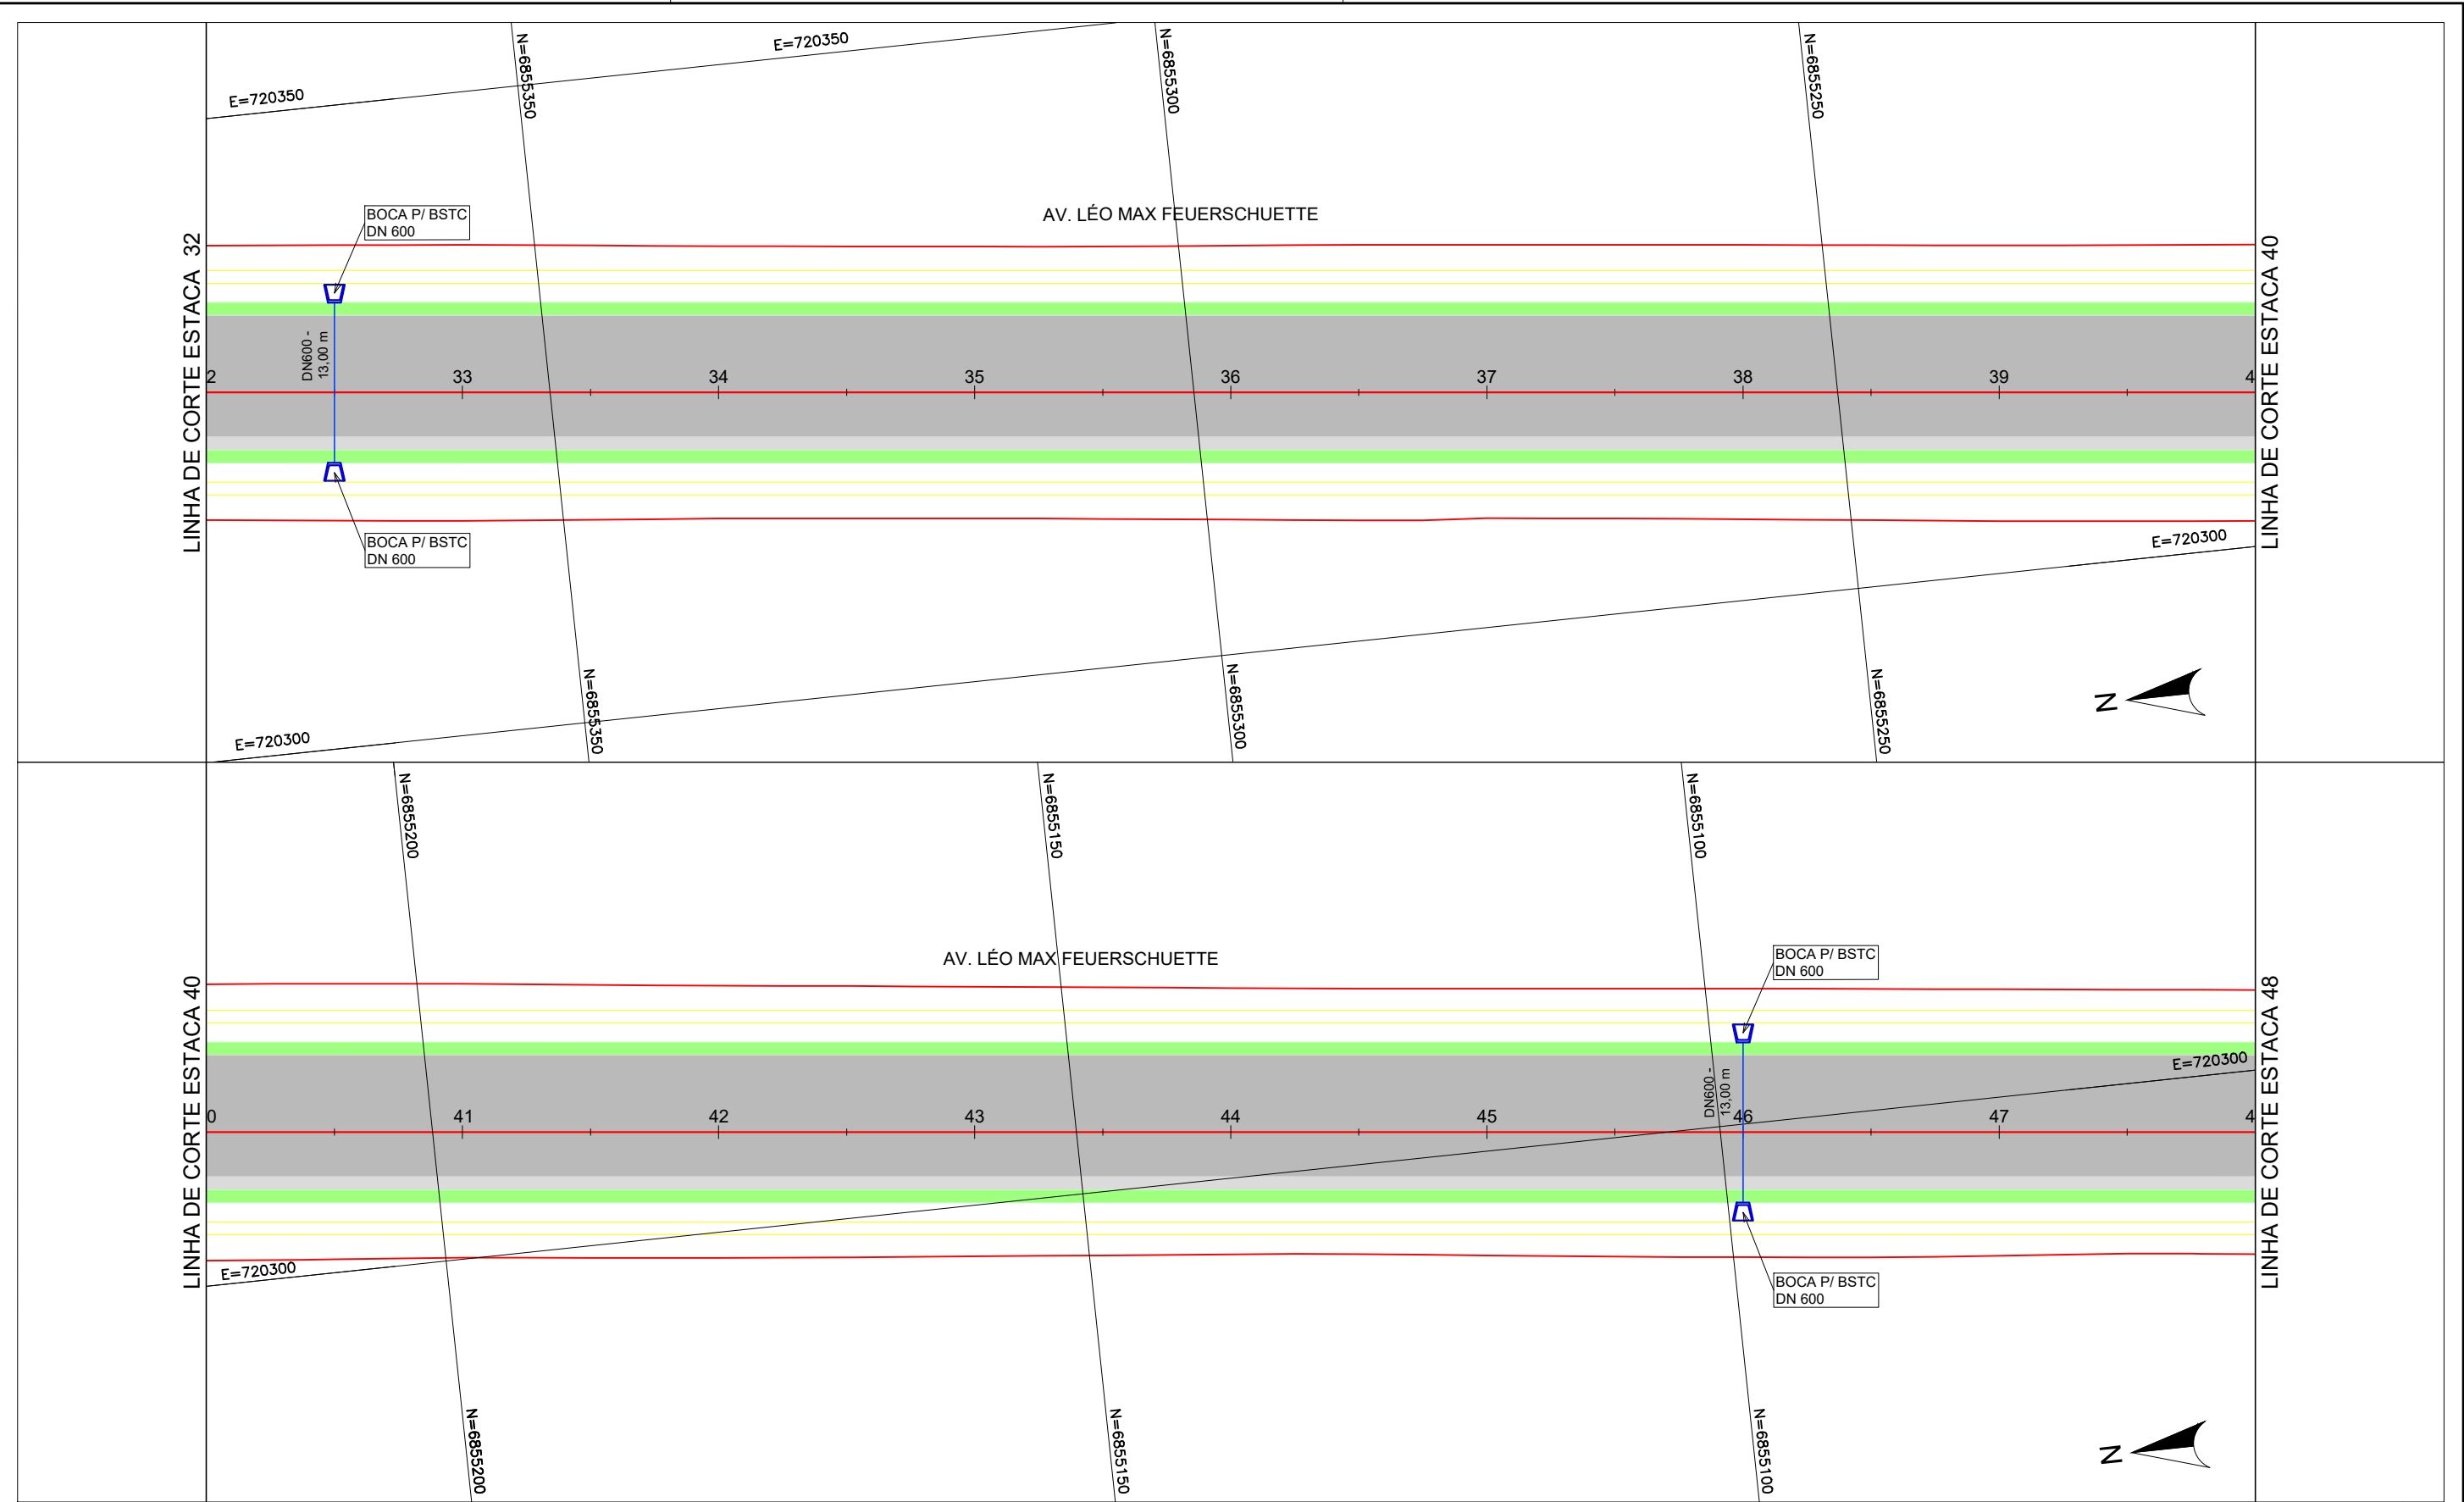 E=720350
E=720350
N=6855350
N=6855300
N=6855250
BOCA P/ BSTC
DN 600
AV. LÉO MAX FEUERSCHUETTE
LINHA DE CORTE ESTACA 32
LINHA DE CORTE ESTACA 40
DN600 -
13,00 m
2
33
34
35
36
37
38
39
4
BOCA P/ BSTC
DN 600
E=720300
E=720300
N=6855350
N=6855300
N=6855250
N
N=6855200
N=6855150
N=6855100
AV. LÉO MAX FEUERSCHUETTE
BOCA P/ BSTC
DN 600
LINHA DE CORTE ESTACA 40
LINHA DE CORTE ESTACA 48
E=720300
DN600 -
13,00 m
0
41
42
43
44
45
46
47
4
E=720300
BOCA P/ BSTC
DN 600
N=6855200
N=6855150
N=6855100
N